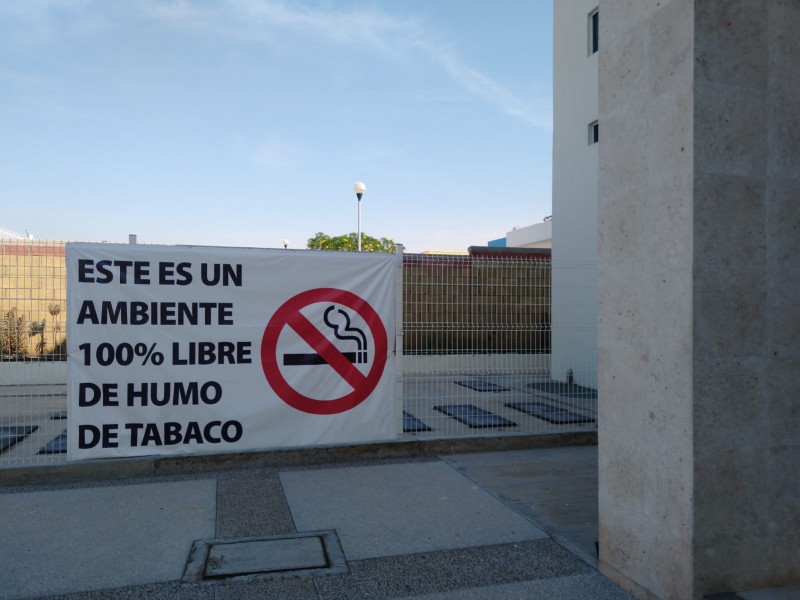 ESTE ES UN
AMBIENTE
100% LIBRE
DE HUMO
DE TABACO